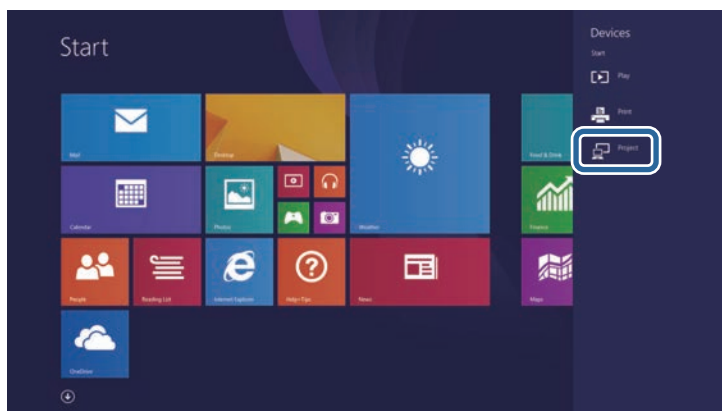 Start
Mail
Desktop
Weather
Food & Drink
Calendar
Photos
Finance
People
Reading List
Internet Explorer
Help+Tips
News
Maps
OneDrive
Devices
Start
Play
Print
Project